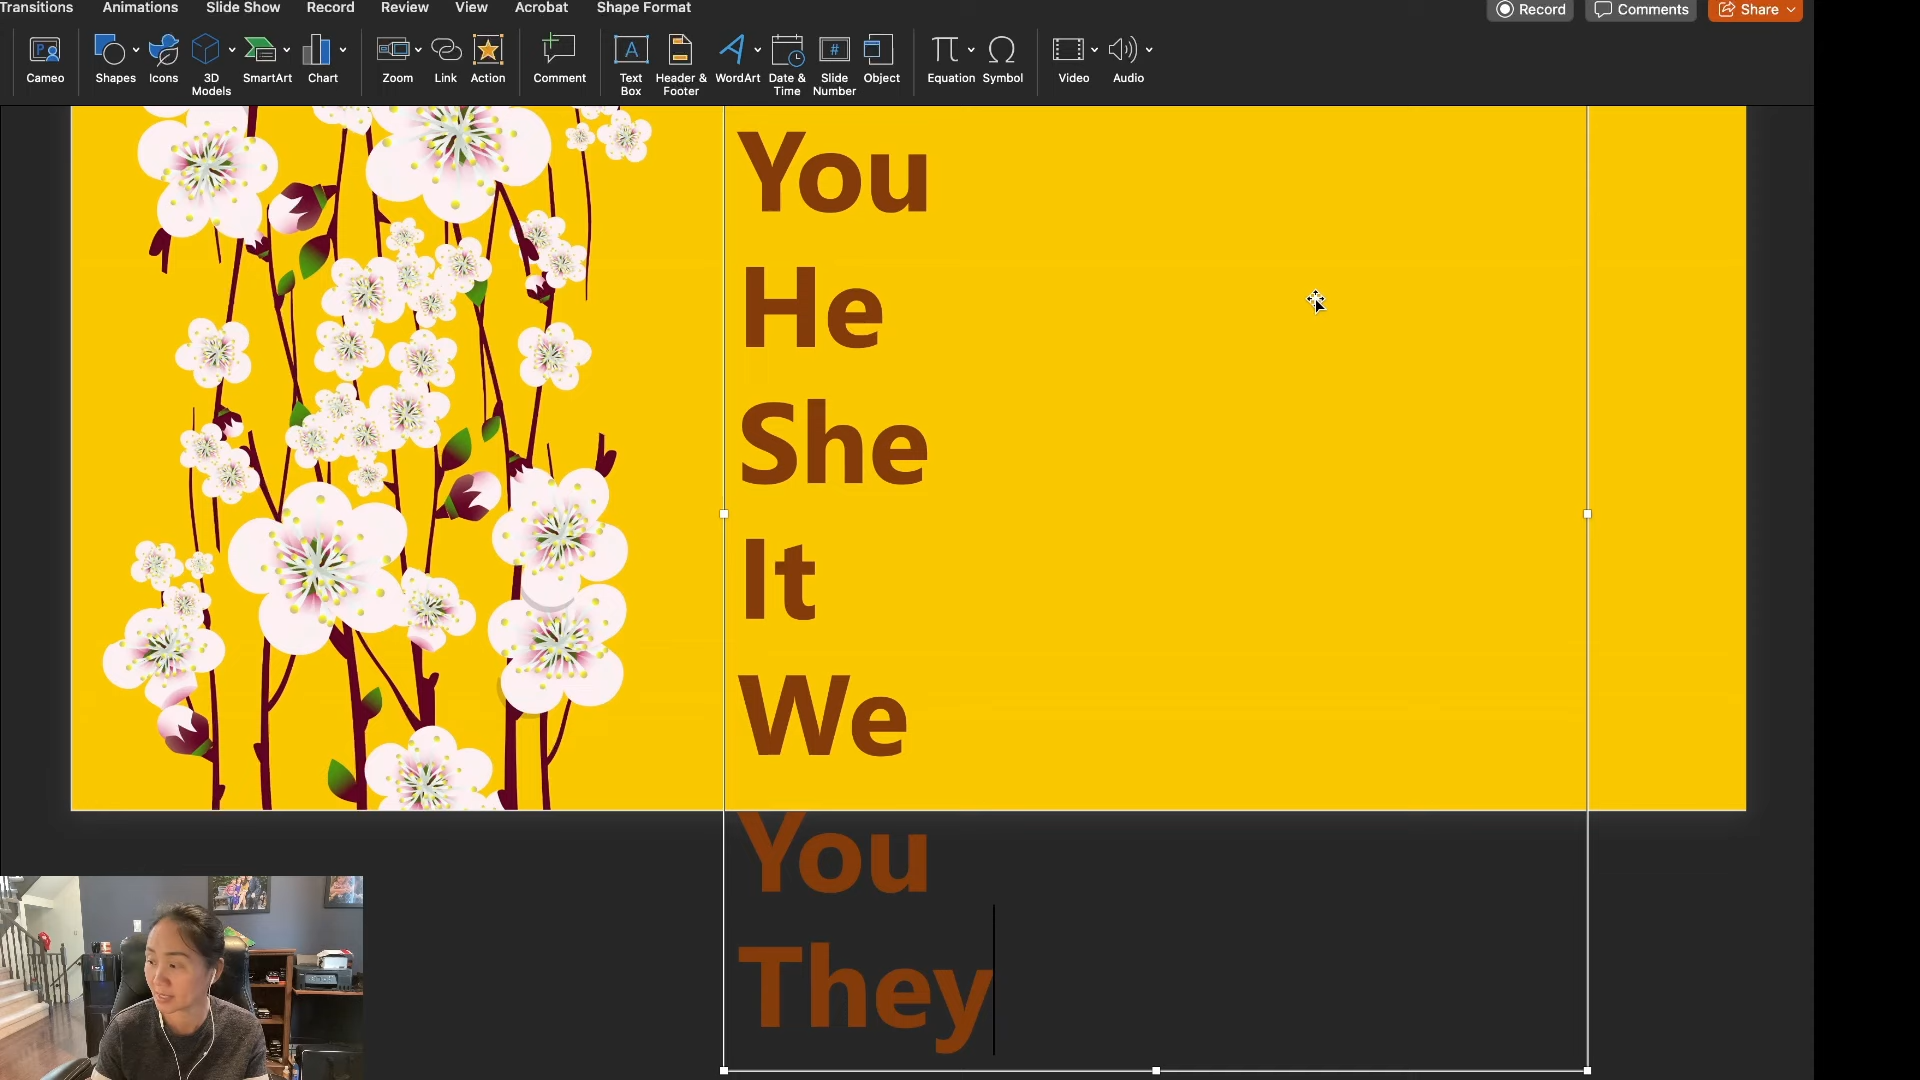 Transitions Animations Slide Show Record Review View Acrobat Shape Format Record Comments Share
Cameo Shapes Icons 3D Models SmartArt Chart Zoom Link Action Comment Text Box Header & Footer WordArt Date & Time Slide Number Object Equation Symbol Video Audio
You
He
She
It
We
You
They